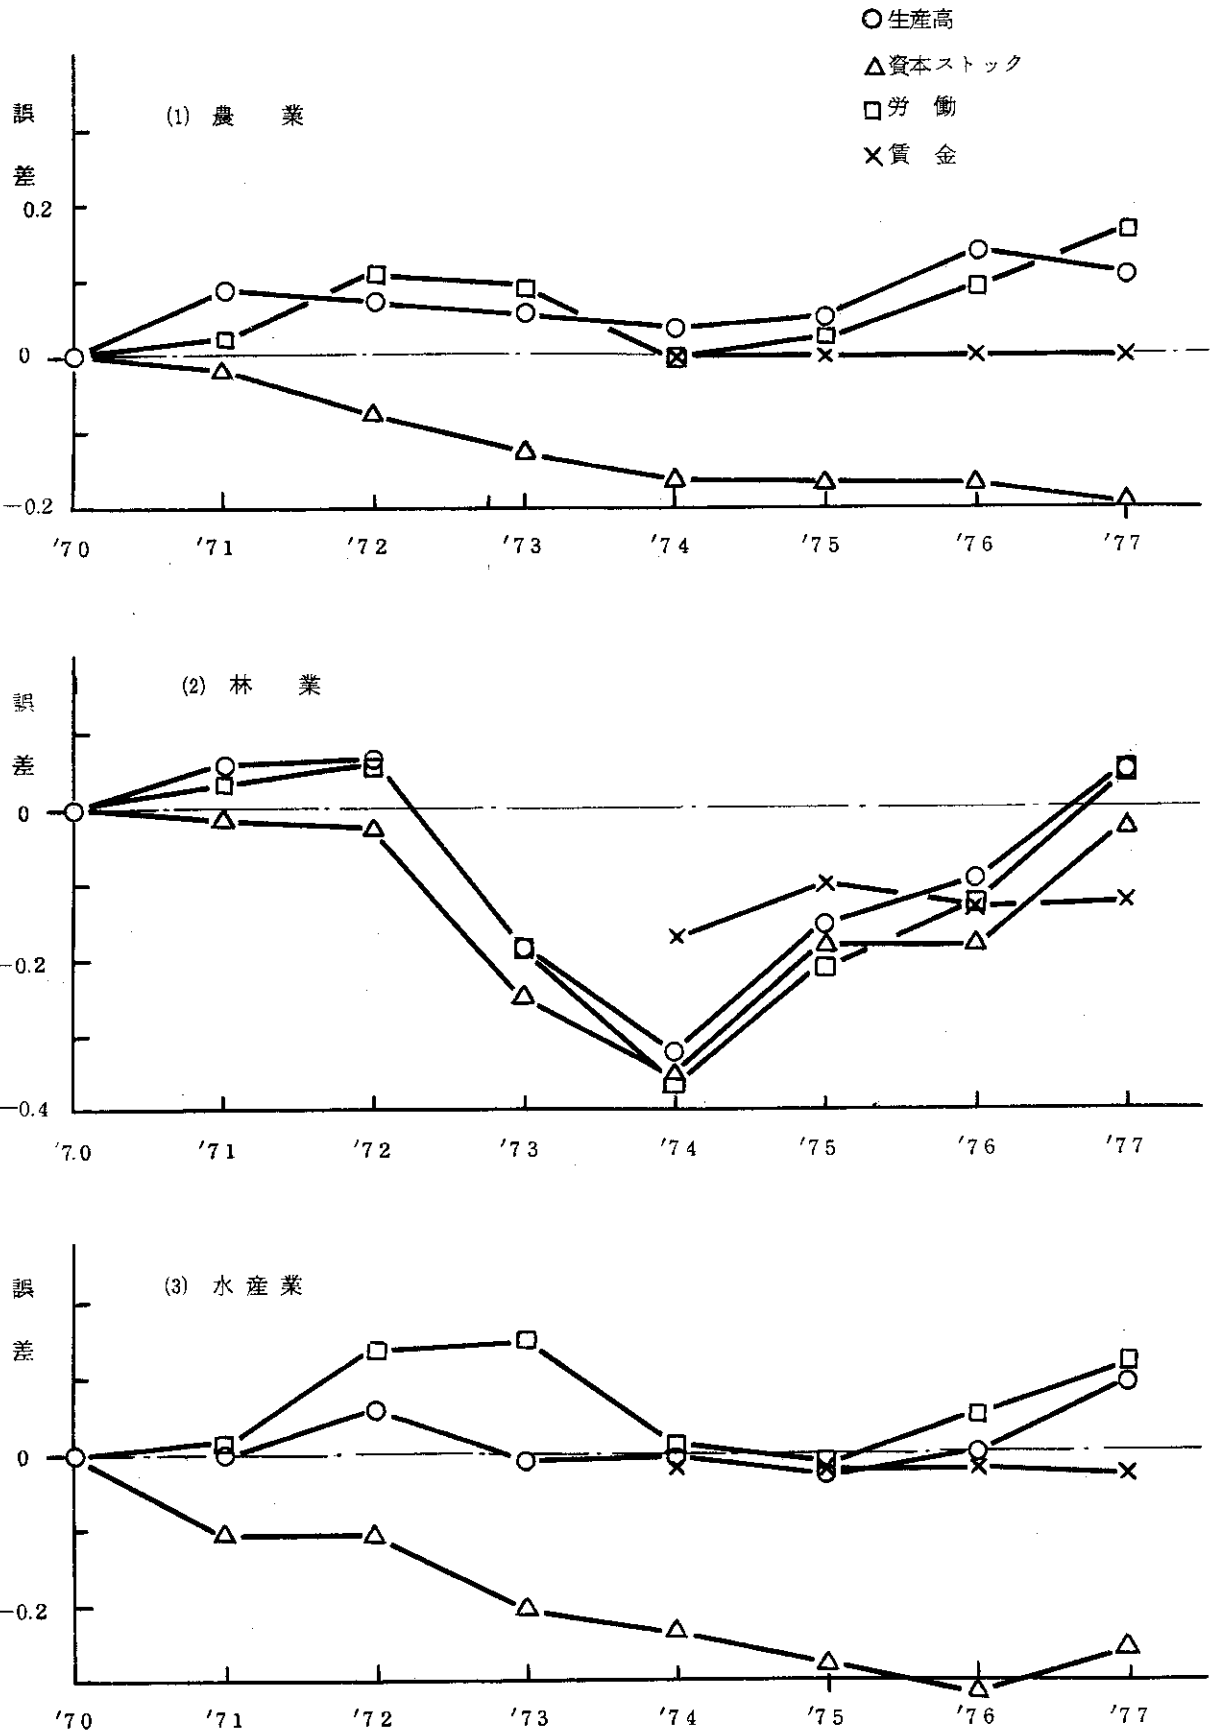 ○ 生産高
△ 資本ストック
□ 労 働
× 賃 金
(1) 農 業
誤
差
0.2
0
-0.2
'70 '71 '72 '73 '74 '75 '76 '77
(2) 林 業
誤
差
0
-0.2
-0.4
'70 '71 '72 '73 '74 '75 '76 '77
(3) 水産業
誤
差
0
-0.2
'70 '71 '72 '73 '74 '75 '76 '77